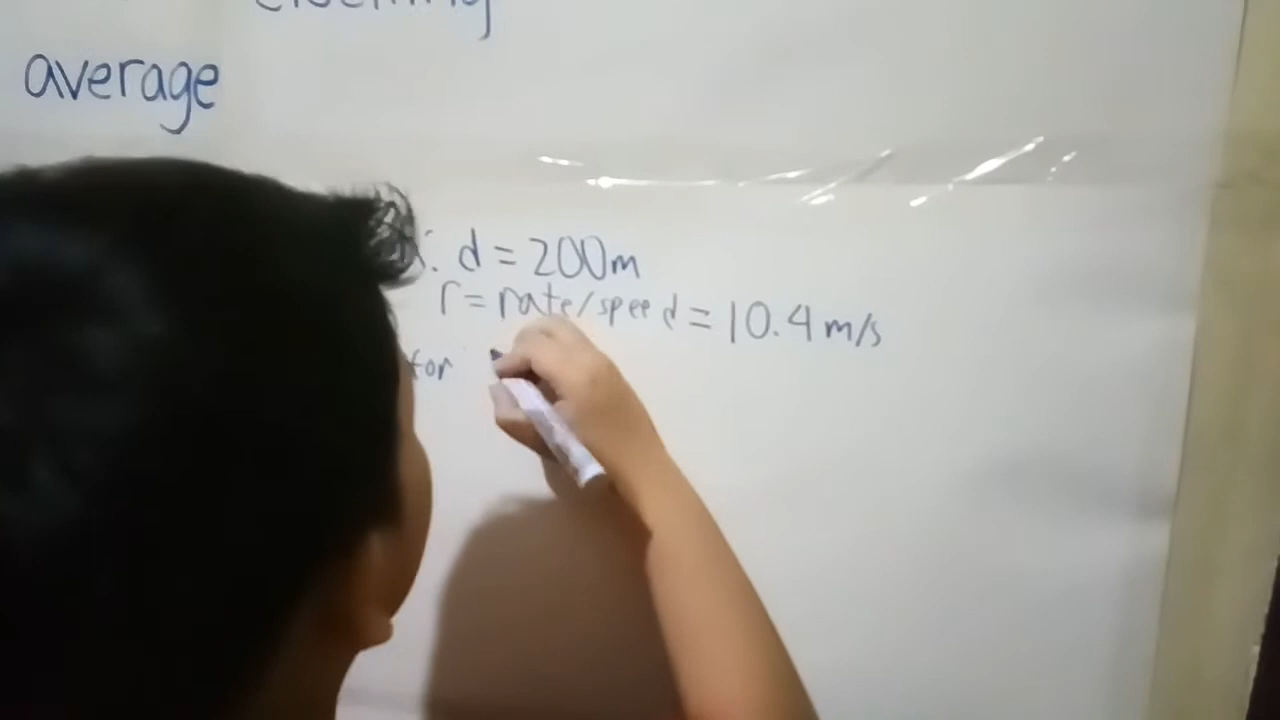 average
d = 200m
r = rate/speed = 10.4 m/s
for